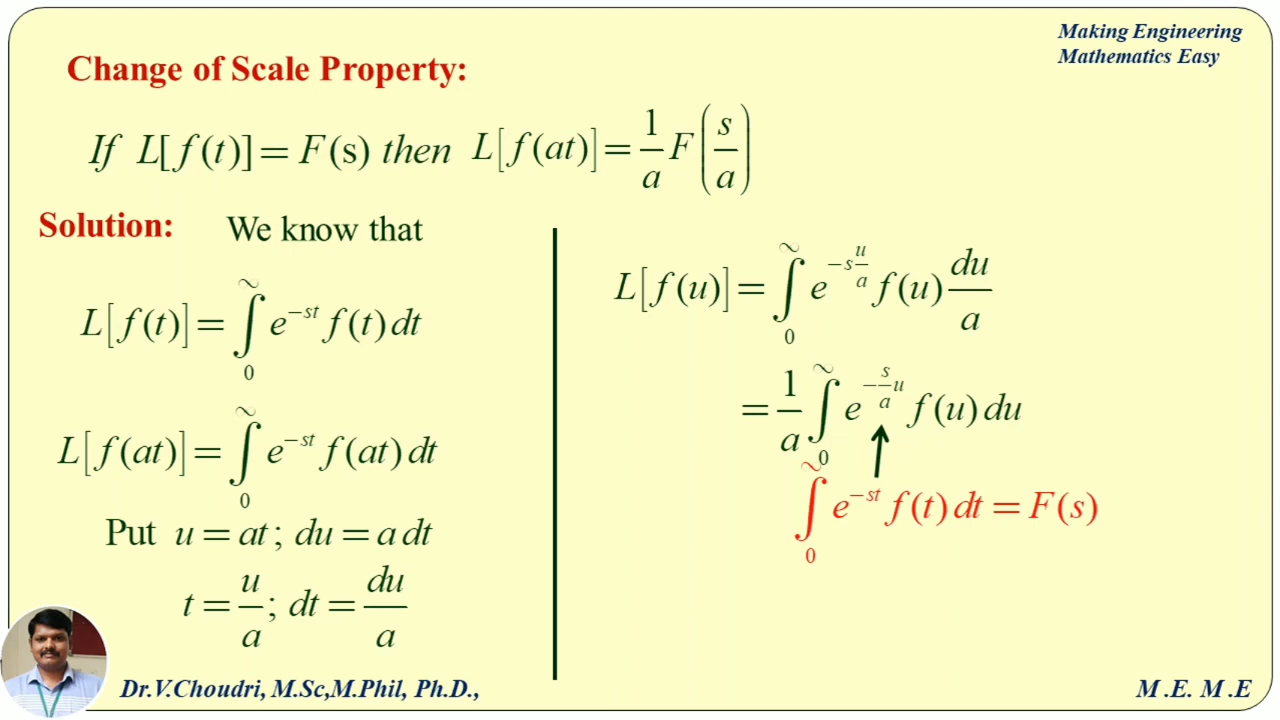 Making Engineering
Mathematics Easy
Change of Scale Property:
If L[f(t)] = F(s) then L[f(at)] = 1/a F(s/a)
Solution: We know that
L[f(t)] = ∫₀^∞ e^(−st) f(t) dt
L[f(at)] = ∫₀^∞ e^(−st) f(at) dt
Put u = at ; du = a dt
t = u/a ; dt = du/a
L[f(u)] = ∫₀^∞ e^(−s u/a) f(u) du/a
= 1/a ∫₀^∞ e^(−s/a u) f(u) du
∫₀^∞ e^(−st) f(t) dt = F(s)
Dr.V.Choudri, M.Sc,M.Phil, Ph.D.,
M .E. M .E